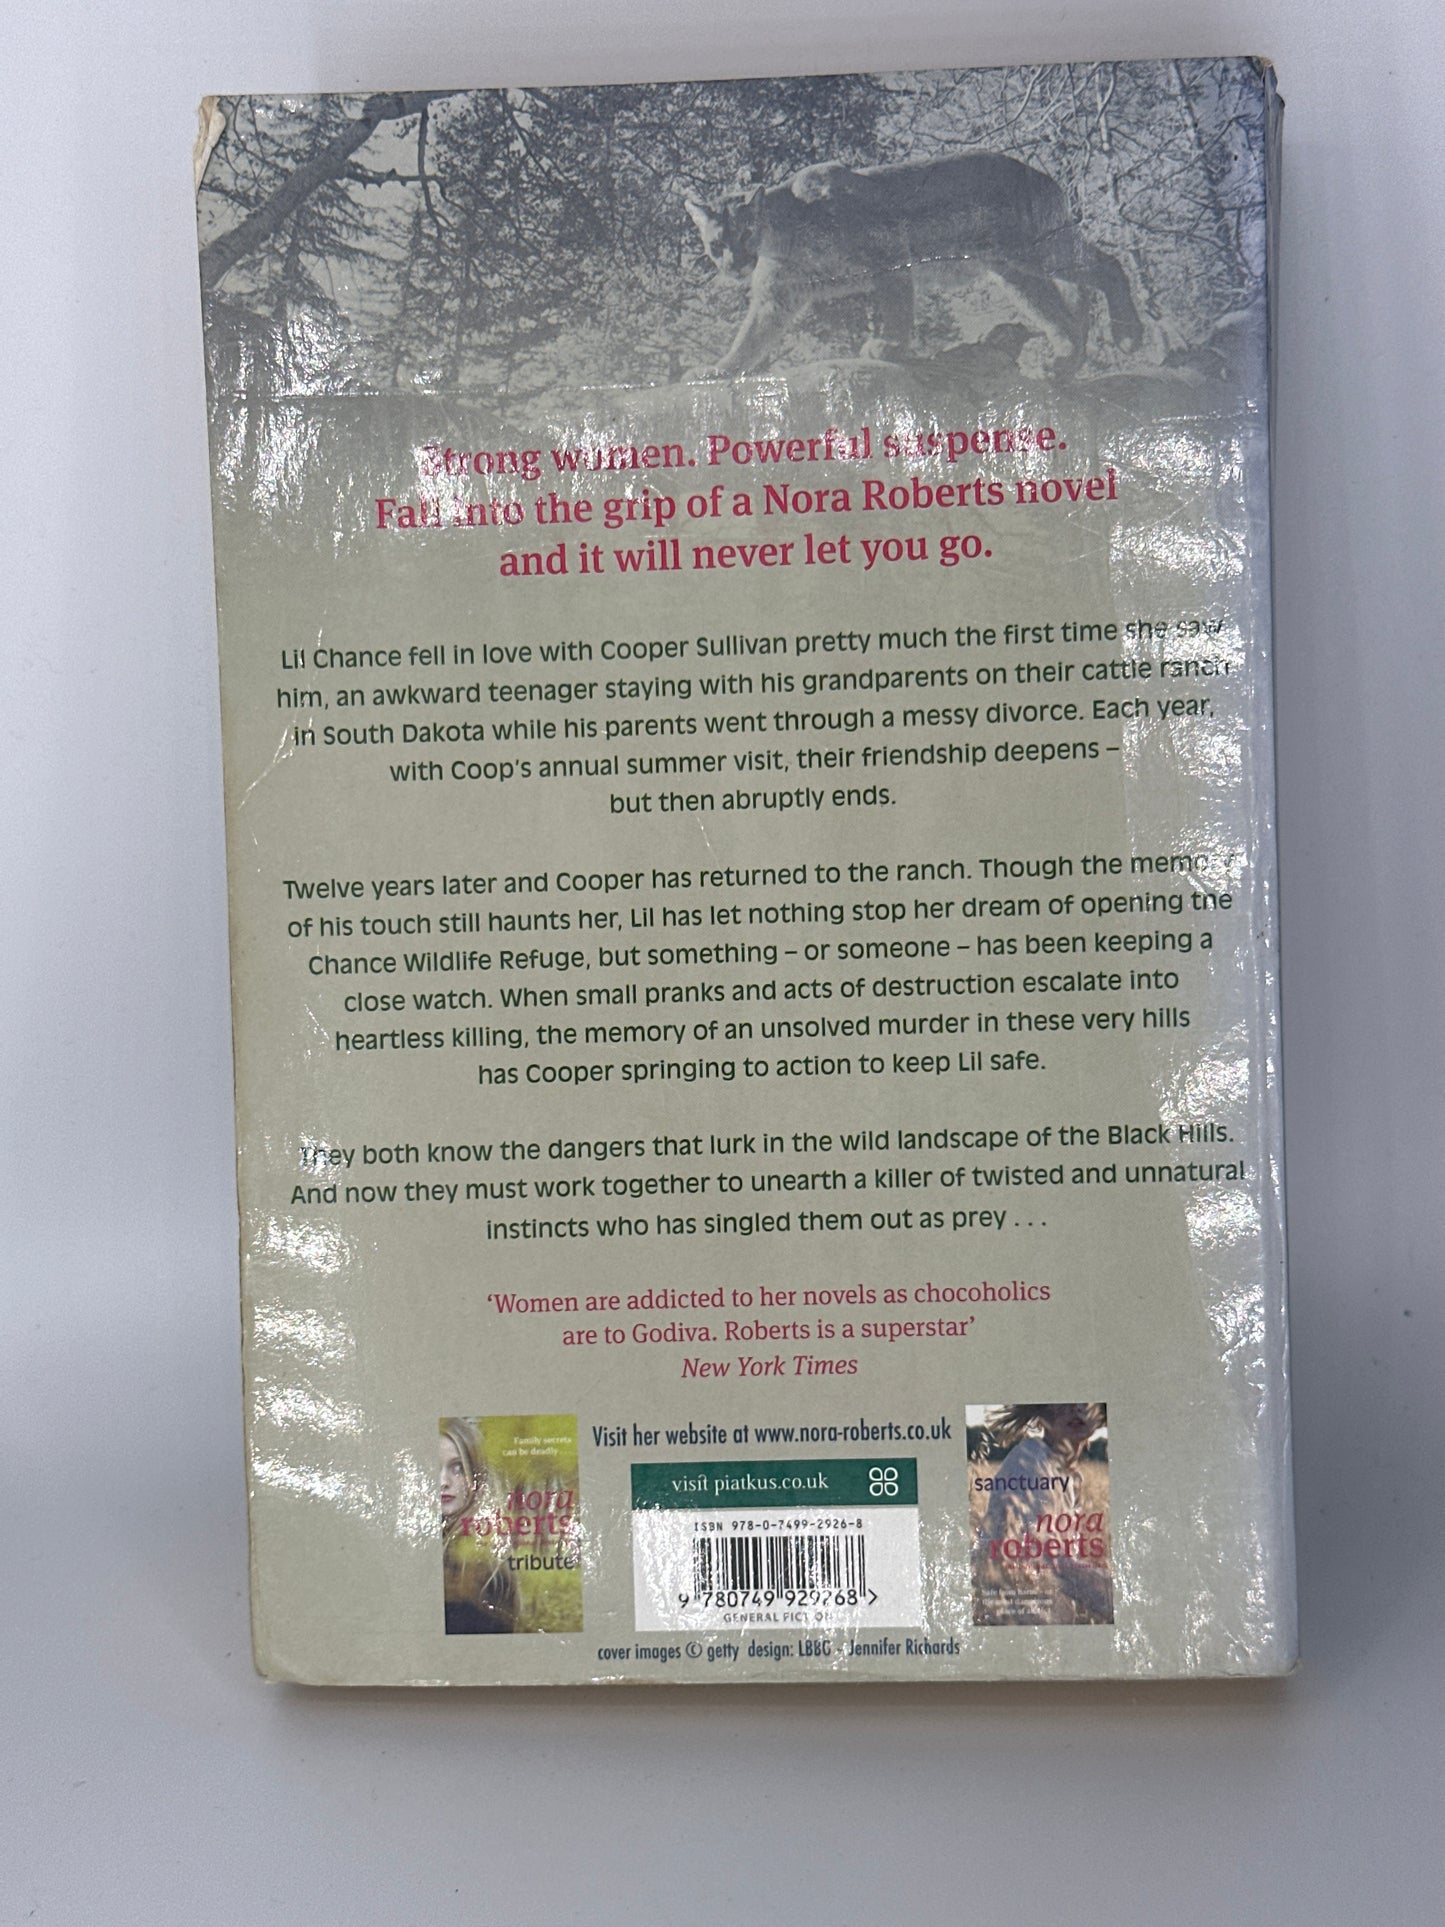 Strong women. Powerful suspense.
Fall into the grip of a Nora Roberts novel
and it will never let you go.
Lil Chance fell in love with Cooper Sullivan pretty much the first time she saw
him, an awkward teenager staying with his grandparents on their cattle ranch
in South Dakota while his parents went through a messy divorce. Each year,
with Coop's annual summer visit, their friendship deepens –
but then abruptly ends.
Twelve years later and Cooper has returned to the ranch. Though the memory
of his touch still haunts her, Lil has let nothing stop her dream of opening the
Chance Wildlife Refuge, but something – or someone – has been keeping a
close watch. When small pranks and acts of destruction escalate into
heartless killing, the memory of an unsolved murder in these very hills
has Cooper springing to action to keep Lil safe.
They both know the dangers that lurk in the wild landscape of the Black Hills.
And now they must work together to unearth a killer of twisted and unnatural
instincts who has singled them out as prey . . .
‘Women are addicted to her novels as chocoholics
are to Godiva. Roberts is a superstar’
New York Times
Visit her website at www.nora-roberts.co.uk
Family secrets
can be deadly . . .
nora
roberts
tribute
visit piatkus.co.uk
ISBN 978-0-7499-2926-8
9 780749 929268 >
GENERAL FICTION
sanctuary
nora
roberts
Safe from harm – or
the most dangerous
place of all?
cover images © getty design: LBBG – Jennifer Richards